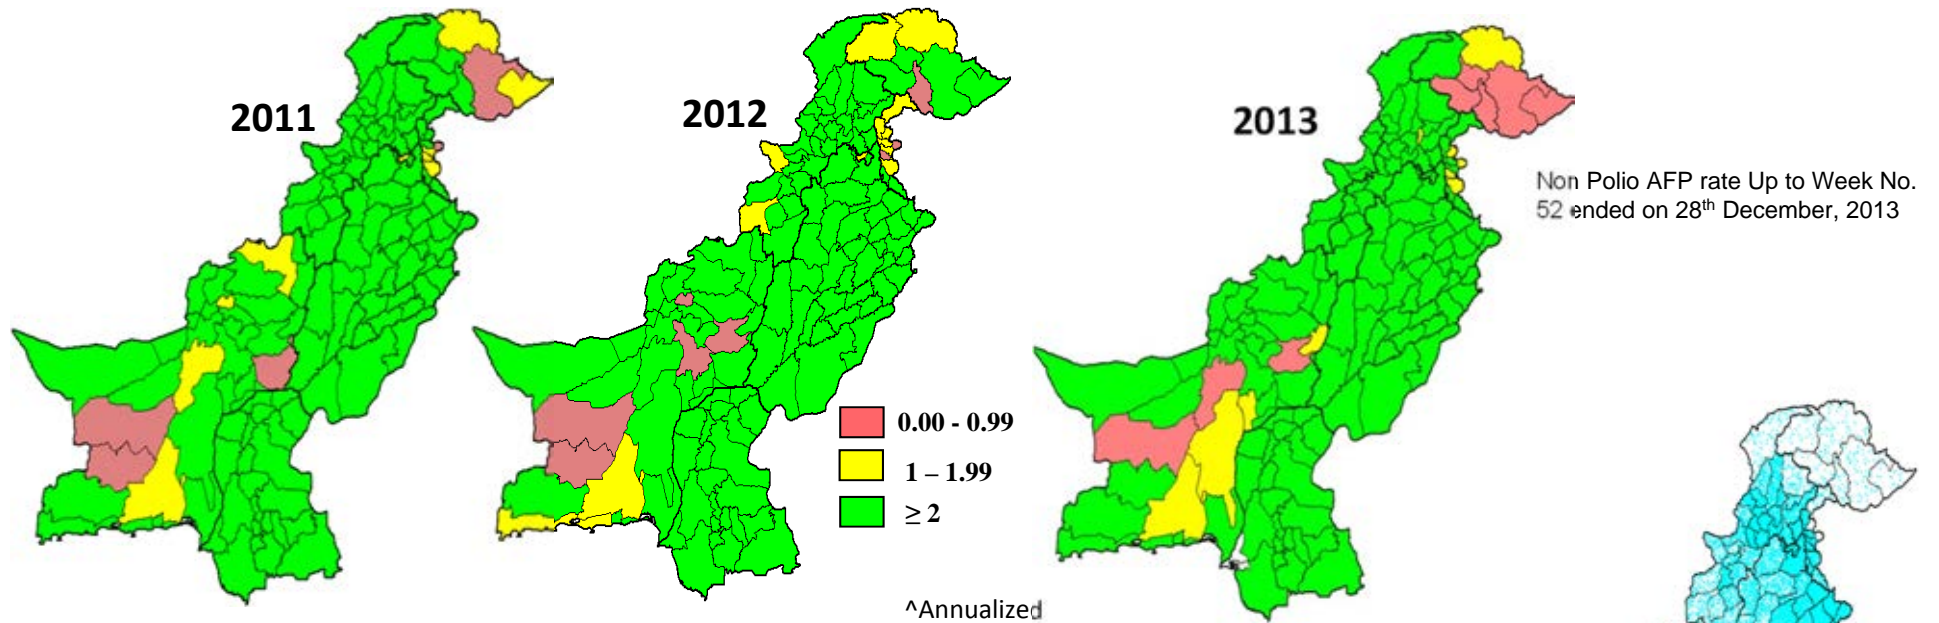 2011
2012
2013
Non Polio AFP rate Up to Week No.
52 ended on 28th December, 2013
0.00 - 0.99
1 – 1.99
≥ 2
^Annualized